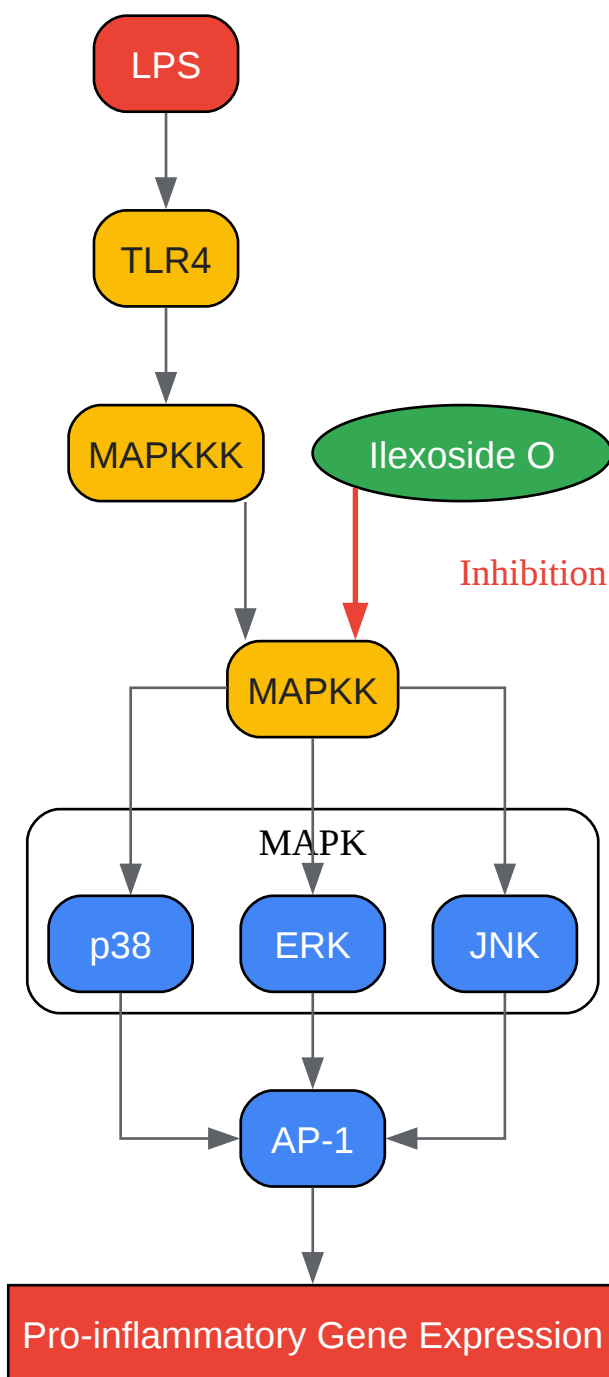 LPS
TLR4
MAPKKK
Ilexoside O
Inhibition
MAPKK
MAPK
p38
ERK
JNK
AP-1
Pro-inflammatory Gene Expression